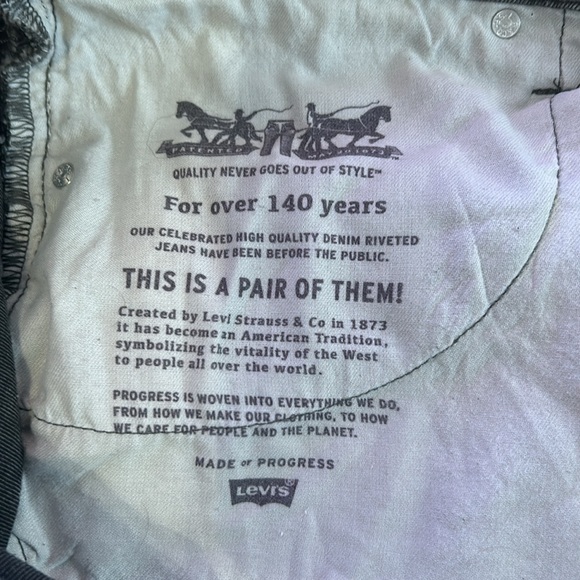 PATENTED
QUALITY NEVER GOES OUT OF STYLE™
For over 140 years
OUR CELEBRATED HIGH QUALITY DENIM RIVETED
JEANS HAVE BEEN BEFORE THE PUBLIC.
THIS IS A PAIR OF THEM!
Created by Levi Strauss & Co in 1873
it has become an American Tradition,
symbolizing the vitality of the West
to people all over the world.
PROGRESS IS WOVEN INTO EVERYTHING WE DO,
FROM HOW WE MAKE OUR CLOTHING, TO HOW
WE CARE FOR PEOPLE AND THE PLANET.
MADE OF PROGRESS
LEVI'S®